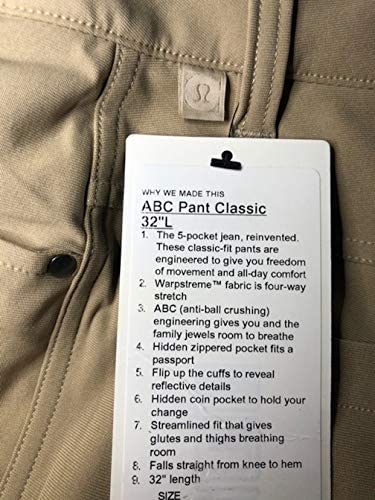 WHY WE MADE THIS
ABC Pant Classic
32"L
1. The 5-pocket jean, reinvented.
These classic-fit pants are
engineered to give you freedom
of movement and all-day comfort
2. Warpstreme™ fabric is four-way
stretch
3. ABC (anti-ball crushing)
engineering gives you and the
family jewels room to breathe
4. Hidden zippered pocket fits a
passport
5. Flip up the cuffs to reveal
reflective details
6. Hidden coin pocket to hold your
change
7. Streamlined fit that gives
glutes and thighs breathing
room
8. Falls straight from knee to hem
9. 32" length
SIZE